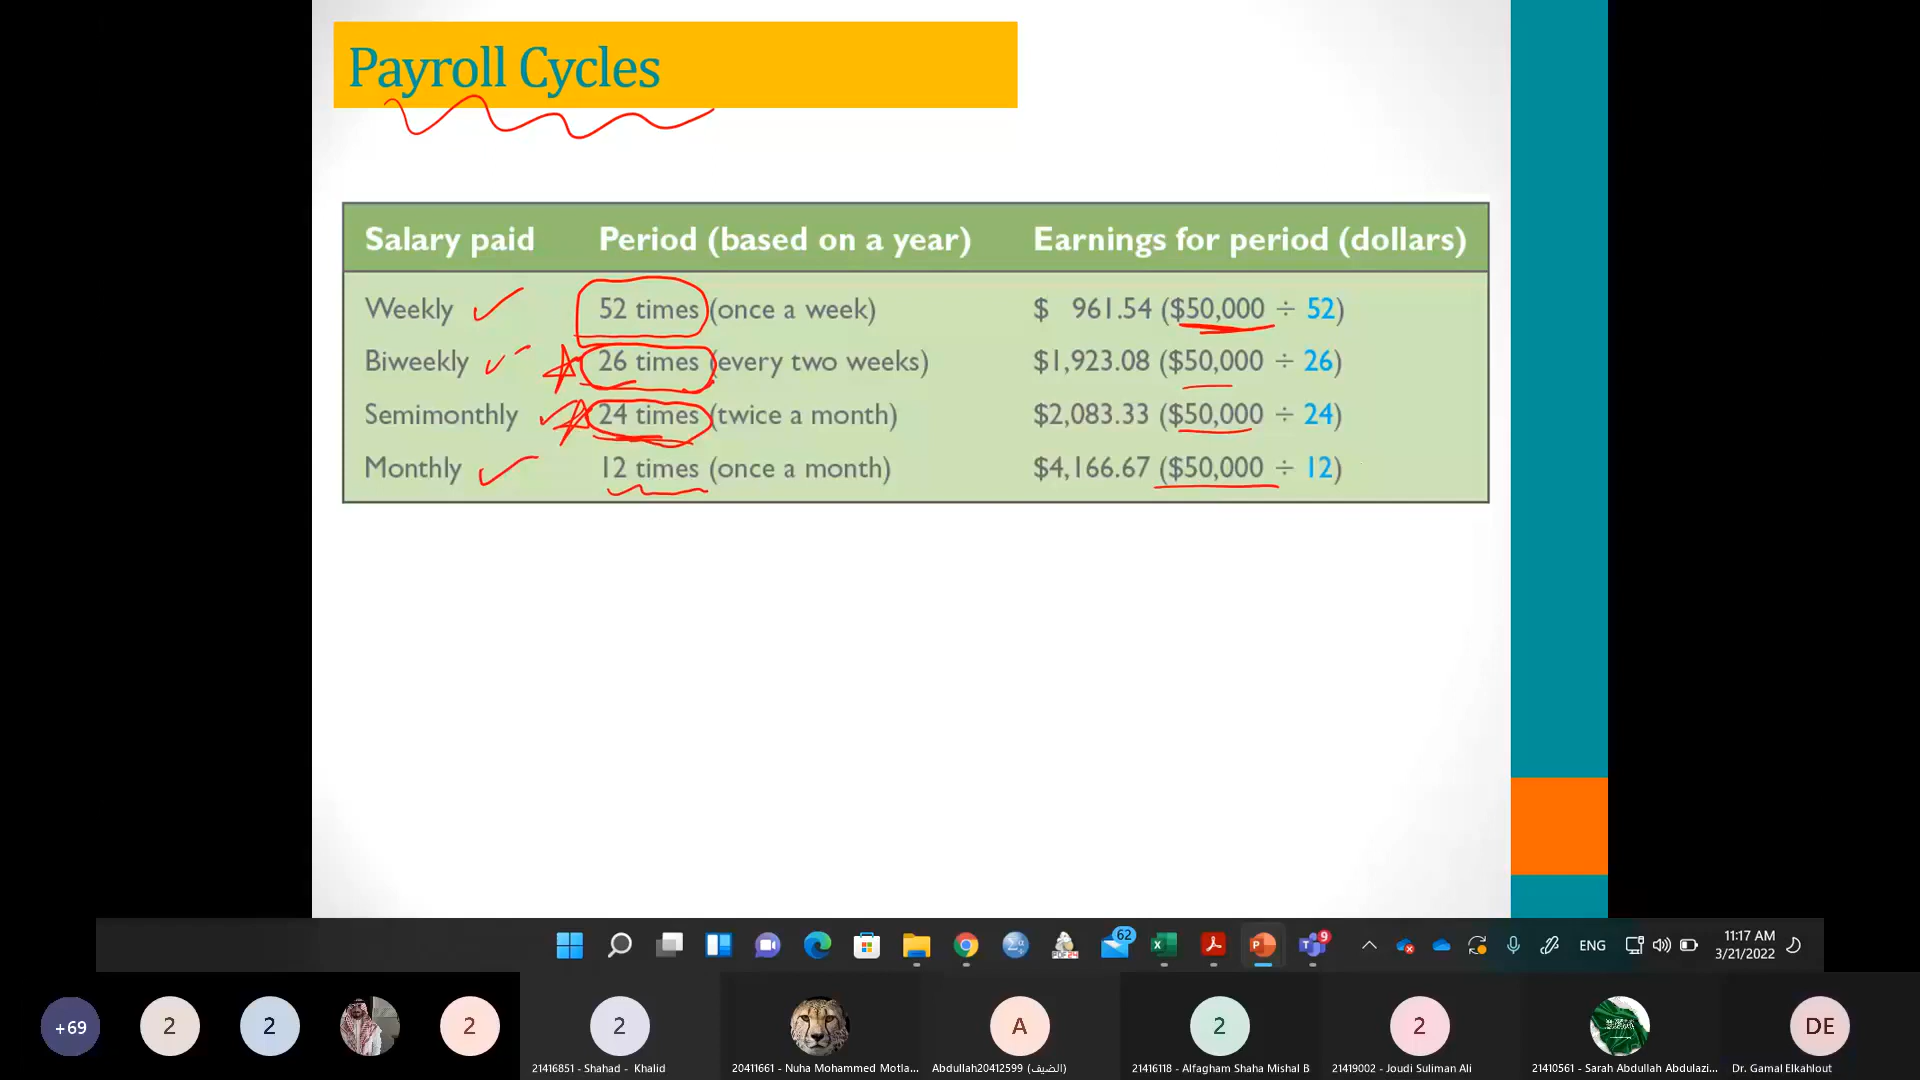 Payroll Cycles
Salary paid Period (based on a year) Earnings for period (dollars)
Weekly 52 times (once a week) $ 961.54 ($50,000 ÷ 52)
Biweekly 26 times (every two weeks) $1,923.08 ($50,000 ÷ 26)
Semimonthly 24 times (twice a month) $2,083.33 ($50,000 ÷ 24)
Monthly 12 times (once a month) $4,166.67 ($50,000 ÷ 12)
62 9 ENG 11:17 AM
3/21/2022
+69 2 2 2 2 A 2 2 DE
21416851 - Shahad - Khalid 20411661 - Nuha Mohammed Motla... Abdullah20412599 (الضيف) 21416118 - Alfagham Shaha Mishal B 21419002 - Joudi Suliman Ali 21410561 - Sarah Abdullah Abdulazi... Dr. Gamal Elkahlout